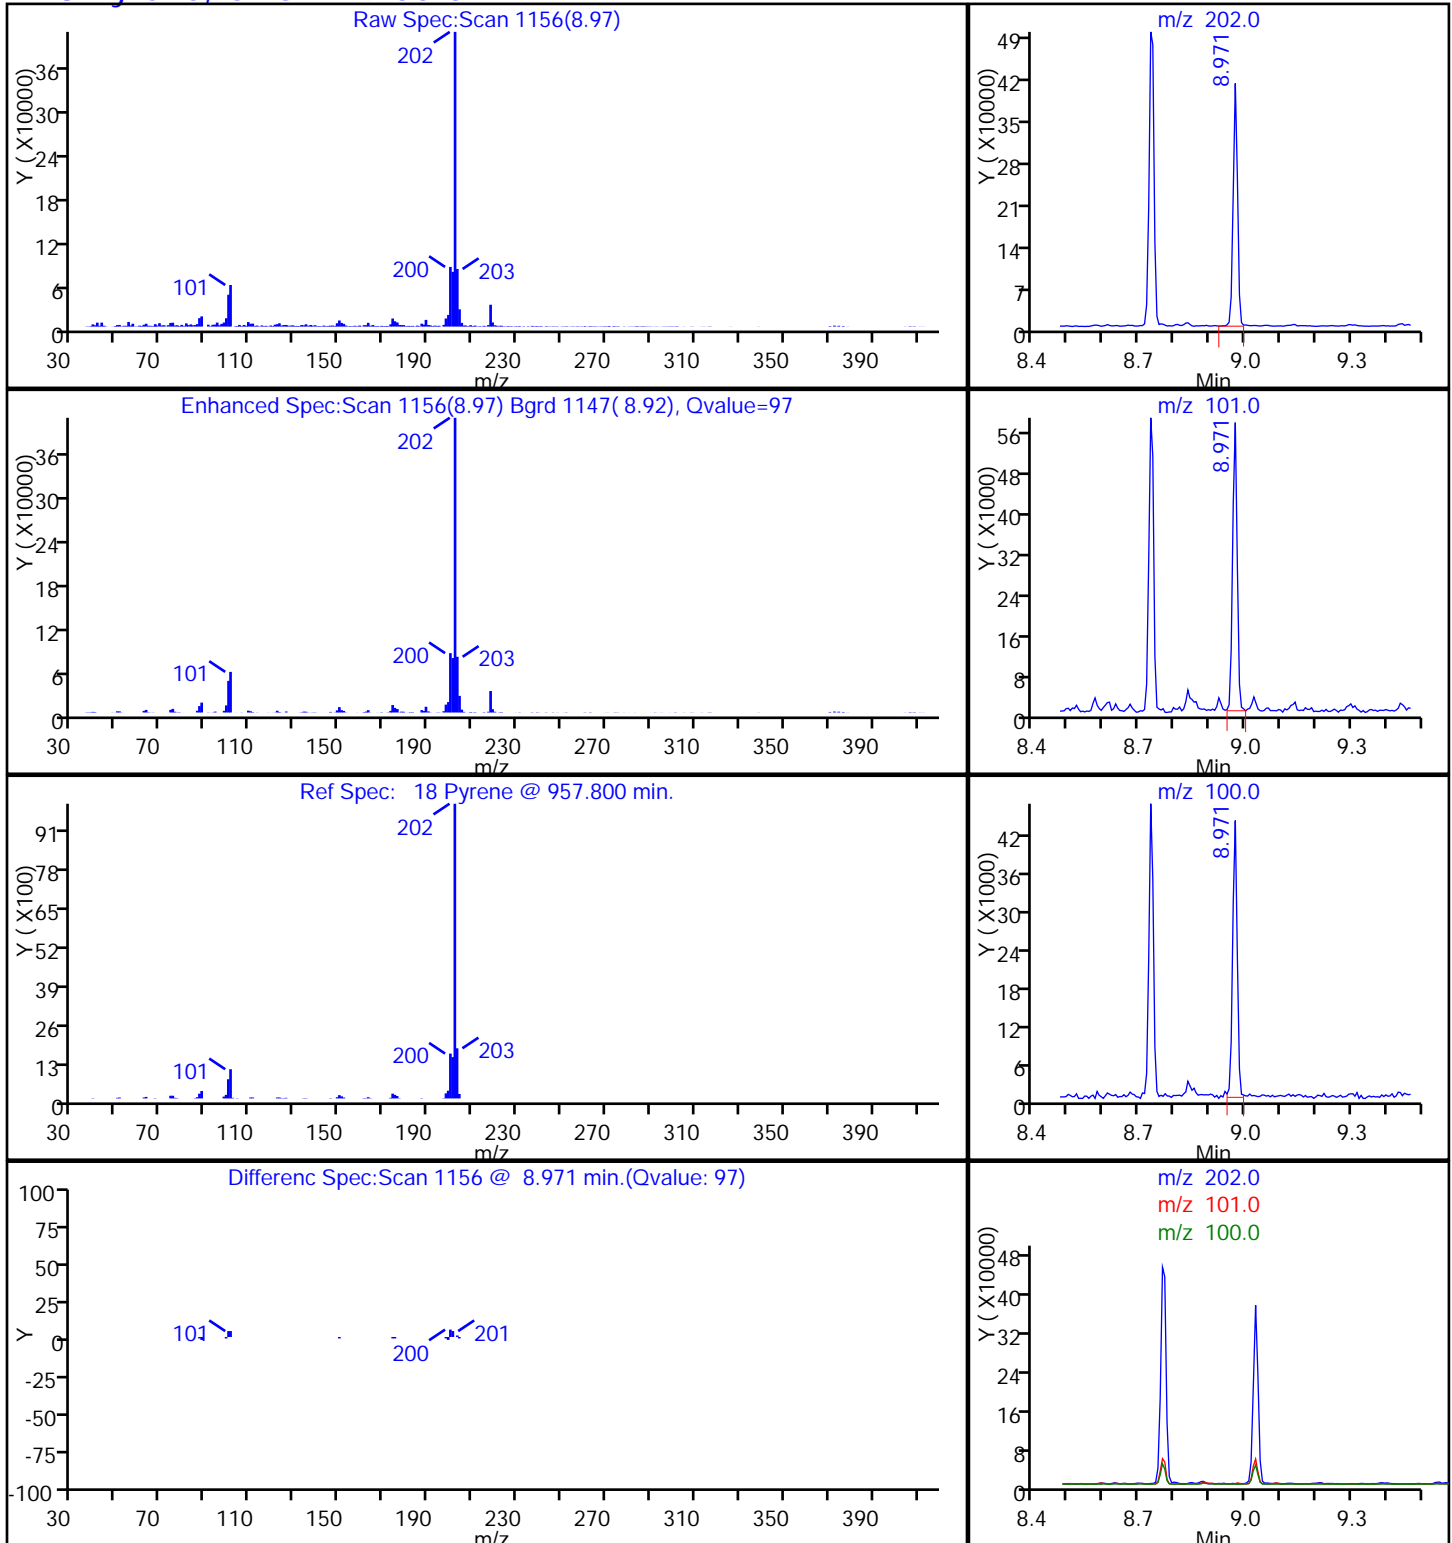 Raw Spec:Scan 1156(8.97)
202
200
203
101
Y ( X10000)
36
30
24
18
12
6
0
30 70 110 150 190 230 270 310 350 390
m/z
m/z 202.0
8.971
Y ( X10000)
49
42
35
28
21
14
7
0
8.4 8.7 9.0 9.3
Min
Enhanced Spec:Scan 1156(8.97) Bgrd 1147( 8.92), Qvalue=97
202
200
203
101
Y ( X10000)
36
30
24
18
12
6
0
30 70 110 150 190 230 270 310 350 390
m/z
m/z 101.0
8.971
Y ( X1000)
56
48
40
32
24
16
8
0
8.4 8.7 9.0 9.3
Min
Ref Spec: 18 Pyrene @ 957.800 min.
202
200
203
101
Y ( X100)
91
78
65
52
39
26
13
0
30 70 110 150 190 230 270 310 350 390
m/z
m/z 100.0
8.971
Y ( X1000)
42
36
30
24
18
12
6
0
8.4 8.7 9.0 9.3
Min
Differenc Spec:Scan 1156 @ 8.971 min.(Qvalue: 97)
101
200
201
Y
100
75
50
25
0
-25
-50
-75
-100
30 70 110 150 190 230 270 310 350 390
m/z
m/z 202.0
m/z 101.0
m/z 100.0
Y ( X10000)
48
40
32
24
16
8
0
8.4 8.7 9.0 9.3
Min